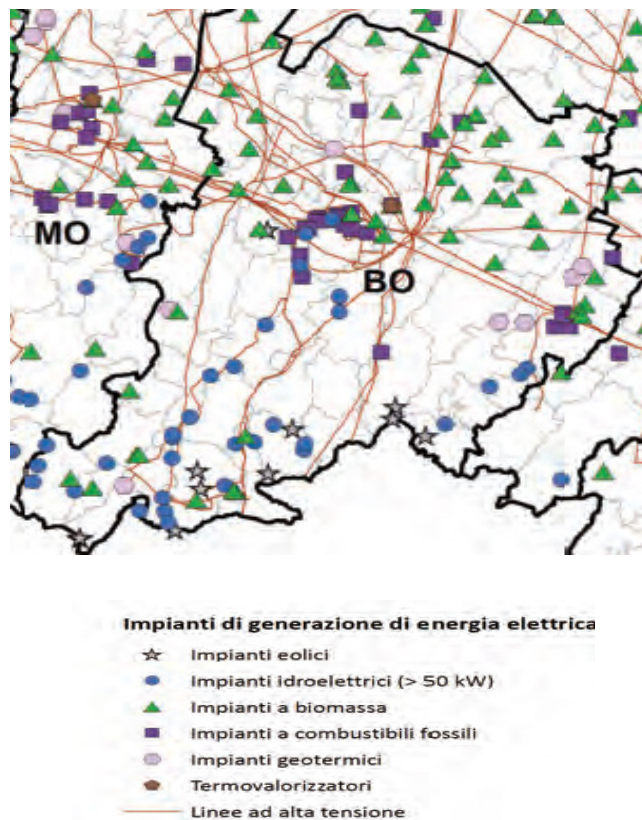 MO
BO
Impianti di generazione di energia elettrica
Impianti eolici
Impianti idroelettrici (> 50 kW)
Impianti a biomassa
Impianti a combustibili fossili
Impianti geotermici
Termovalorizzatori
Linee ad alta tensione